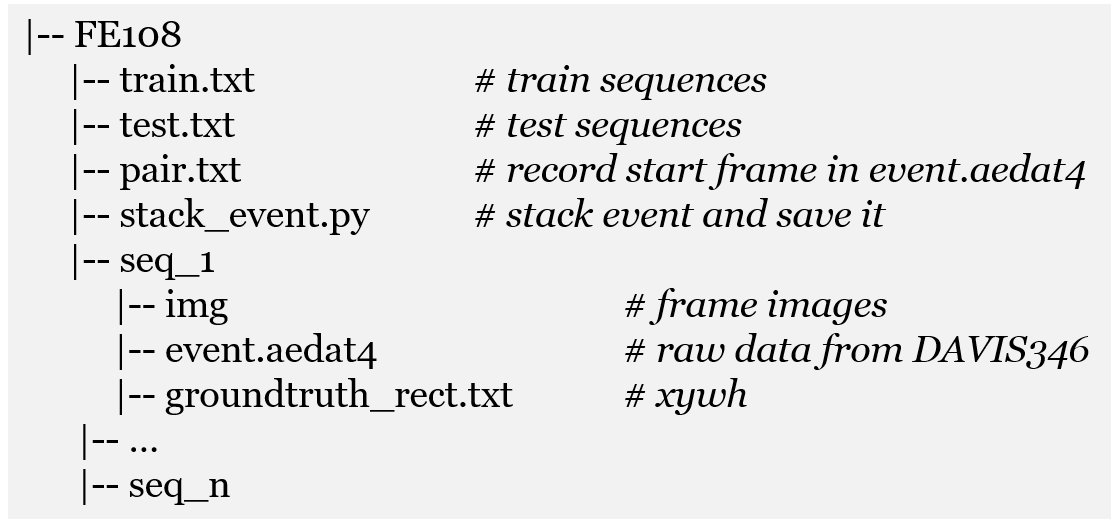 |-- FE108
|-- train.txt # train sequences
|-- test.txt # test sequences
|-- pair.txt # record start frame in event.aedat4
|-- stack_event.py # stack event and save it
|-- seq_1
|-- img # frame images
|-- event.aedat4 # raw data from DAVIS346
|-- groundtruth_rect.txt # xywh
|-- ...
|-- seq_n